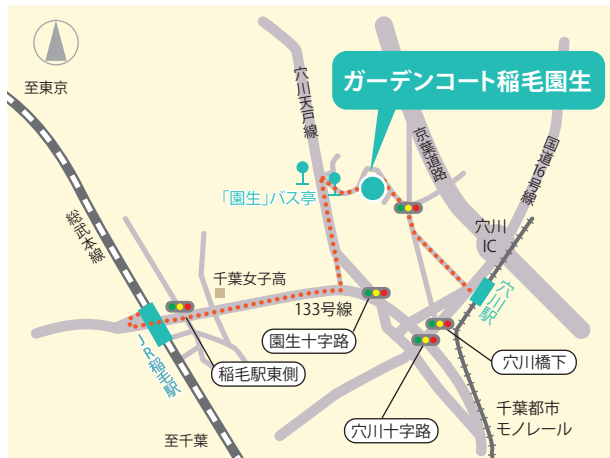 ガーデンコート稲毛園生
至東京
穴川天戸線
京葉道路
国道16号線
「園生」バス亭
総武本線
穴川
IC
千葉女子高
穴川駅
133号線
園生十字路
穴川橋下
JR稲毛駅
稲毛駅東側
千葉都市
モノレール
穴川十字路
至千葉